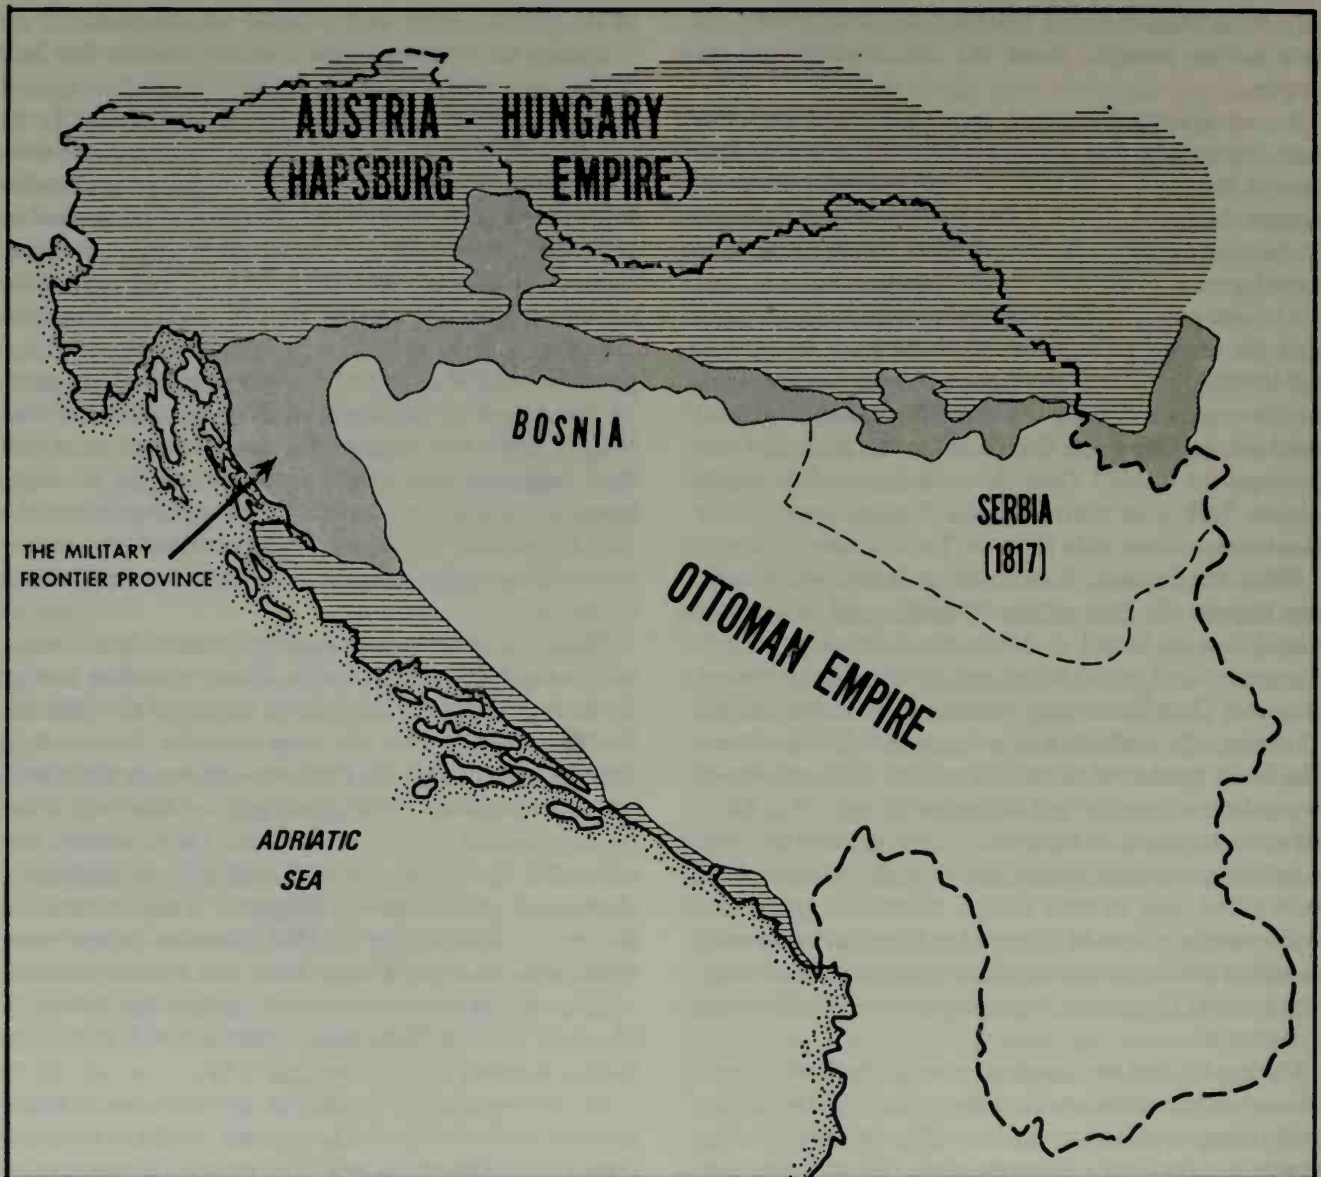 AUSTRIA - HUNGARY
(HAPSBURG EMPIRE)
BOSNIA
SERBIA
(1817)
THE MILITARY
FRONTIER PROVINCE
OTTOMAN EMPIRE
ADRIATIC
SEA